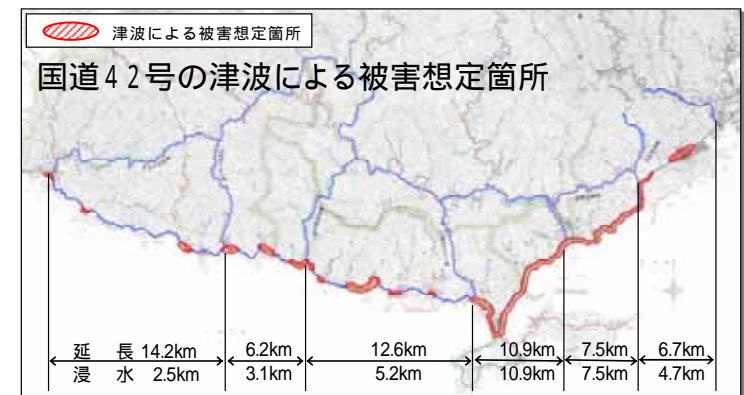 津波による被害想定箇所
国道42号の津波による被害想定箇所
延 長 14.2km 6.2km 12.6km 10.9km 7.5km 6.7km
浸 水 2.5km 3.1km 5.2km 10.9km 7.5km 4.7km